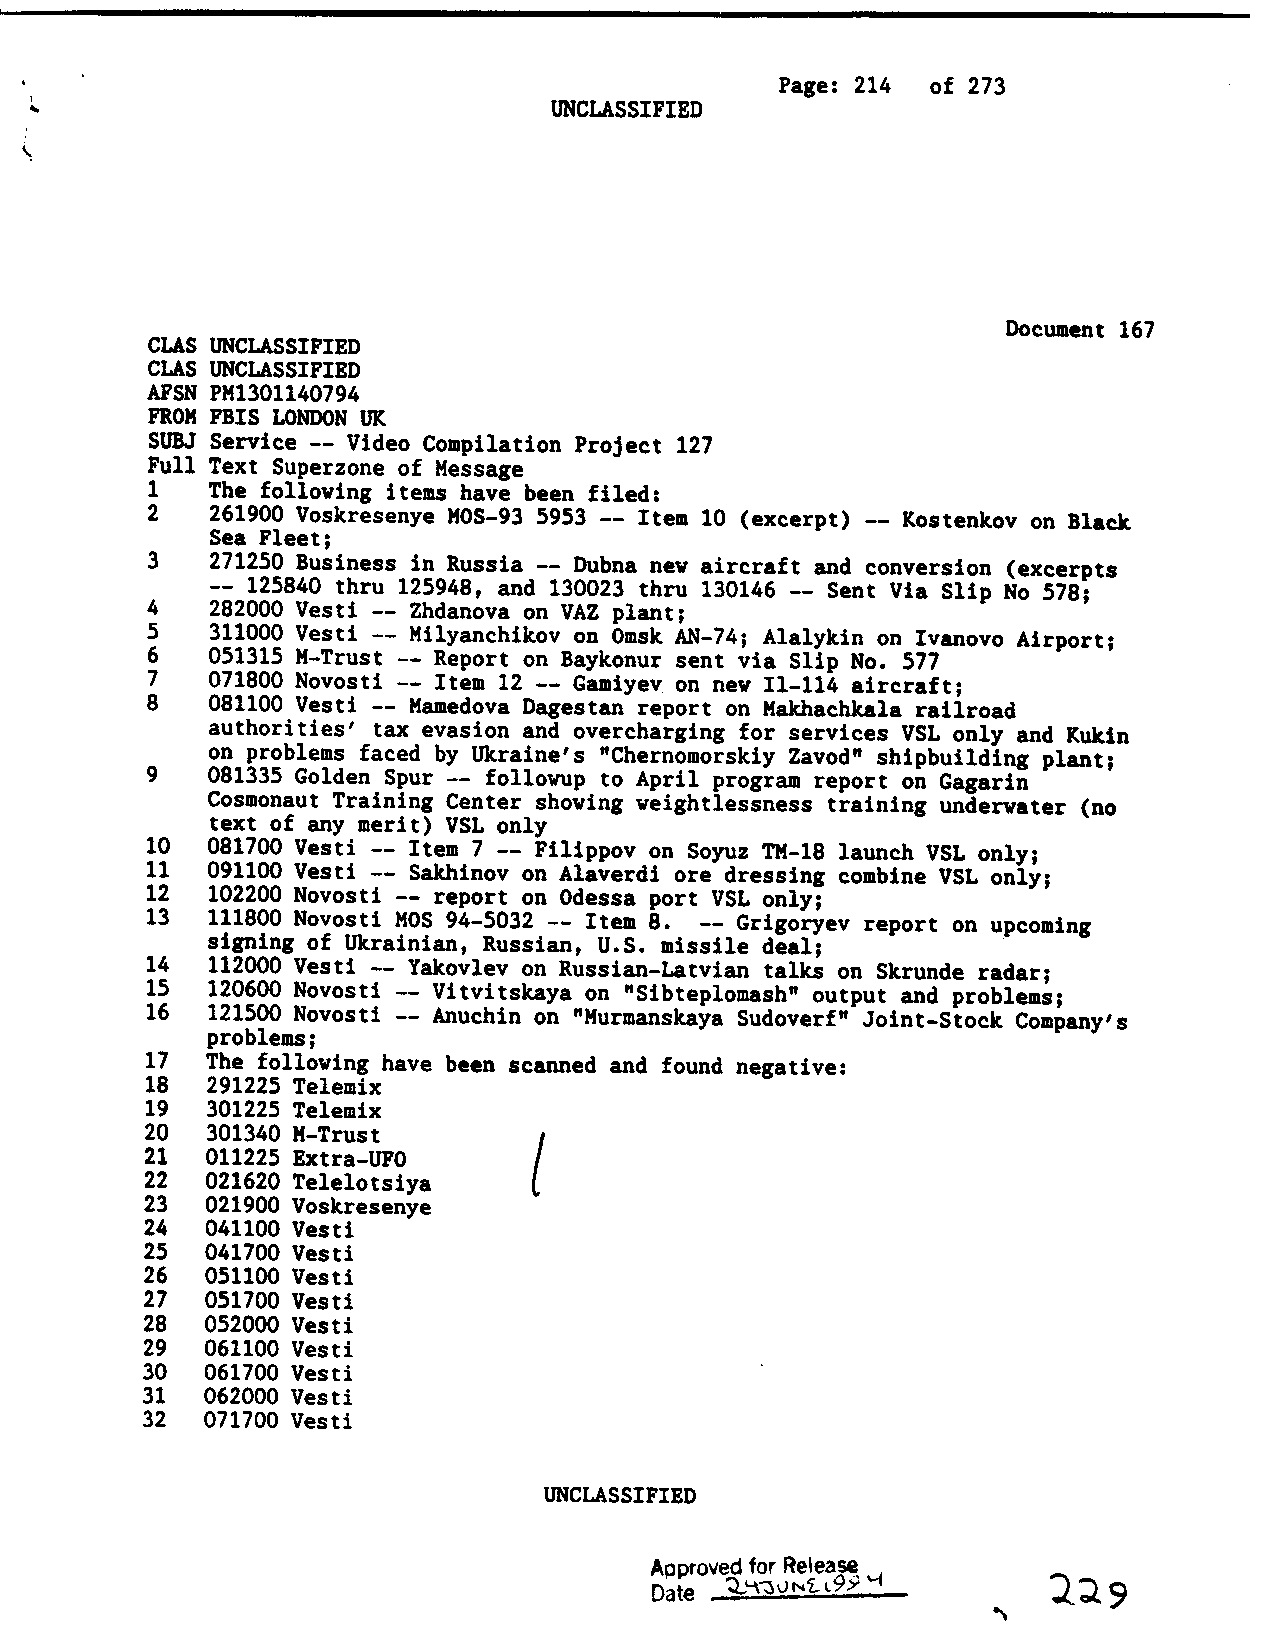 Page: 214 of 273
UNCLASSIFIED
Document 167
CLAS UNCLASSIFIED
CLAS UNCLASSIFIED
AFSN PM1301140794
FROM FBIS LONDON UK
SUBJ Service -- Video Compilation Project 127
Full Text Superzone of Message
1 The following items have been filed:
2 261900 Voskresenye MOS-93 5953 -- Item 10 (excerpt) -- Kostenkov on Black
Sea Fleet;
3 271250 Business in Russia -- Dubna new aircraft and conversion (excerpts
-- 125840 thru 125948, and 130023 thru 130146 -- Sent Via Slip No 578;
4 282000 Vesti -- Zhdanova on VAZ plant;
5 311000 Vesti -- Milyanchikov on Omsk AN-74; Alalykin on Ivanovo Airport;
6 051315 M-Trust -- Report on Baykonur sent via Slip No. 577
7 071800 Novosti -- Item 12 -- Gamiyev on new Il-114 aircraft;
8 081100 Vesti -- Mamedova Dagestan report on Makhachkala railroad
authorities' tax evasion and overcharging for services VSL only and Kukin
on problems faced by Ukraine's "Chernomorskiy Zavod" shipbuilding plant;
9 081335 Golden Spur -- followup to April program report on Gagarin
Cosmonaut Training Center showing weightlessness training underwater (no
text of any merit) VSL only
10 081700 Vesti -- Item 7 -- Filippov on Soyuz TM-18 launch VSL only;
11 091100 Vesti -- Sakhinov on Alaverdi ore dressing combine VSL only;
12 102200 Novosti -- report on Odessa port VSL only;
13 111800 Novosti MOS 94-5032 -- Item 8. -- Grigoryev report on upcoming
signing of Ukrainian, Russian, U.S. missile deal;
14 112000 Vesti -- Yakovlev on Russian-Latvian talks on Skrunde radar;
15 120600 Novosti -- Vitvitskaya on "Sibteplomash" output and problems;
16 121500 Novosti -- Anuchin on "Murmanskaya Sudoverf" Joint-Stock Company's
problems;
17 The following have been scanned and found negative:
18 291225 Telemix
19 301225 Telemix
20 301340 M-Trust
21 011225 Extra-UFO
22 021620 Telelotsiya
23 021900 Voskresenye
24 041100 Vesti
25 041700 Vesti
26 051100 Vesti
27 051700 Vesti
28 052000 Vesti
29 061100 Vesti
30 061700 Vesti
31 062000 Vesti
32 071700 Vesti
UNCLASSIFIED
Approved for Release
Date 24 JUNE 1994
229